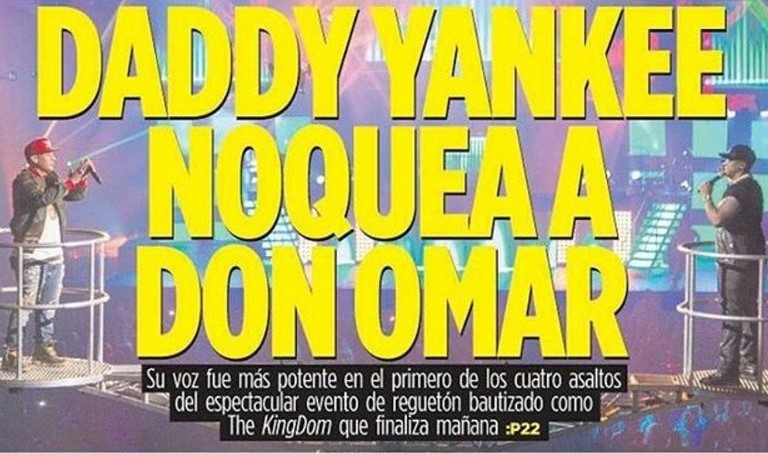 DADDY YANKEE
NOQUEA A
DON OMAR
Su voz fue más potente en el primero de los cuatro asaltos
del espectacular evento de reguetón bautizado como
The KingDom que finaliza mañana :P22